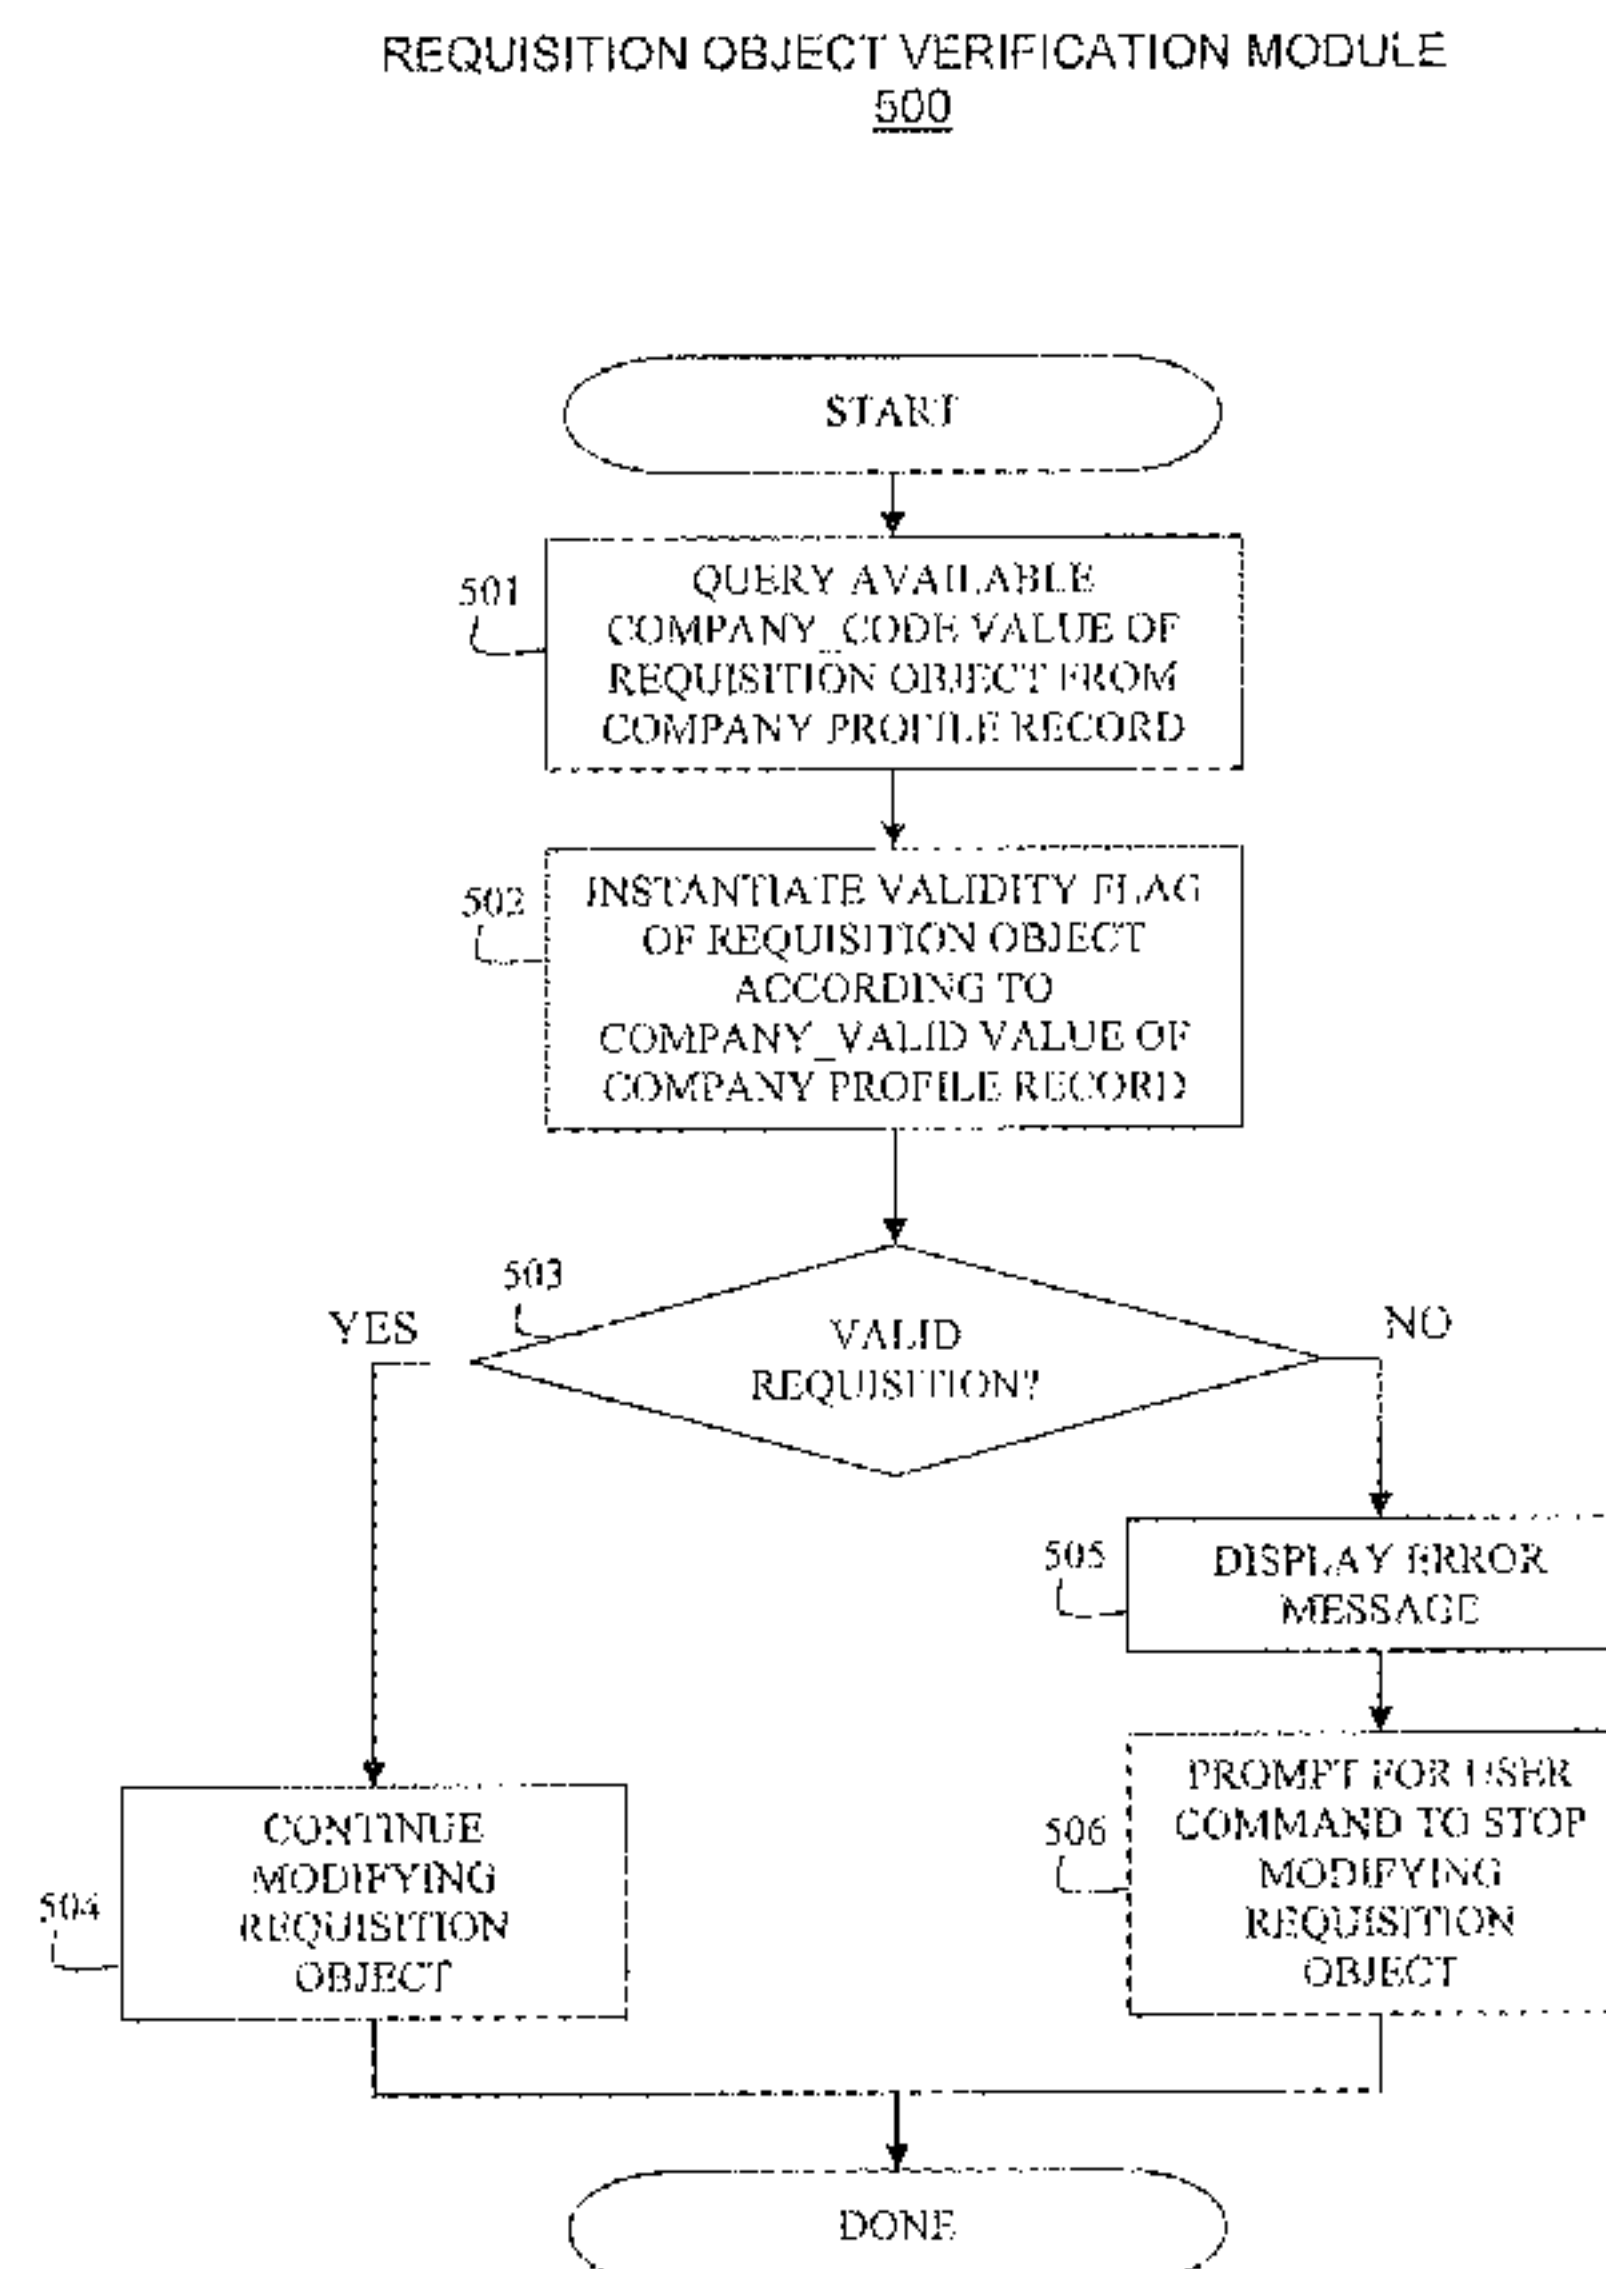 REQUISITION OBJECT VERIFICATION MODULE
500
START
501
QUERY AVAILABLE
COMPANY_CODE VALUE OF
REQUISITION OBJECT FROM
COMPANY PROFILE RECORD
502
INSTANTIATE VALIDITY FLAG
OF REQUISITION OBJECT
ACCORDING TO
COMPANY_VALID VALUE OF
COMPANY PROFILE RECORD
503
YES
VALID
REQUISITION?
NO
505
DISPLAY ERROR
MESSAGE
504
CONTINUE
MODIFYING
REQUISITION
OBJECT
506
PROMPT FOR USER
COMMAND TO STOP
MODIFYING
REQUISITION
OBJECT
DONE